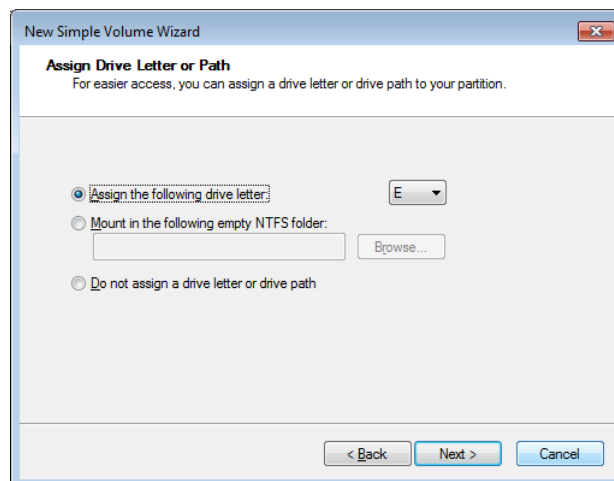 New Simple Volume Wizard
Assign Drive Letter or Path
For easier access, you can assign a drive letter or drive path to your partition.
Assign the following drive letter: E
Mount in the following empty NTFS folder:
Browse...
Do not assign a drive letter or drive path
< Back Next > Cancel